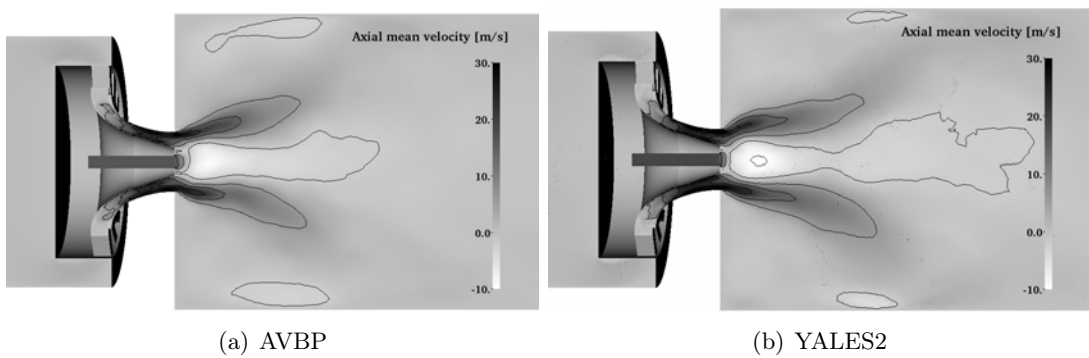 Axial mean velocity [m/s]
30.
20.
10.
0.0
-10.
(a) AVBP
Axial mean velocity [m/s]
30.
20.
10.
0.0
-10.
(b) YALES2